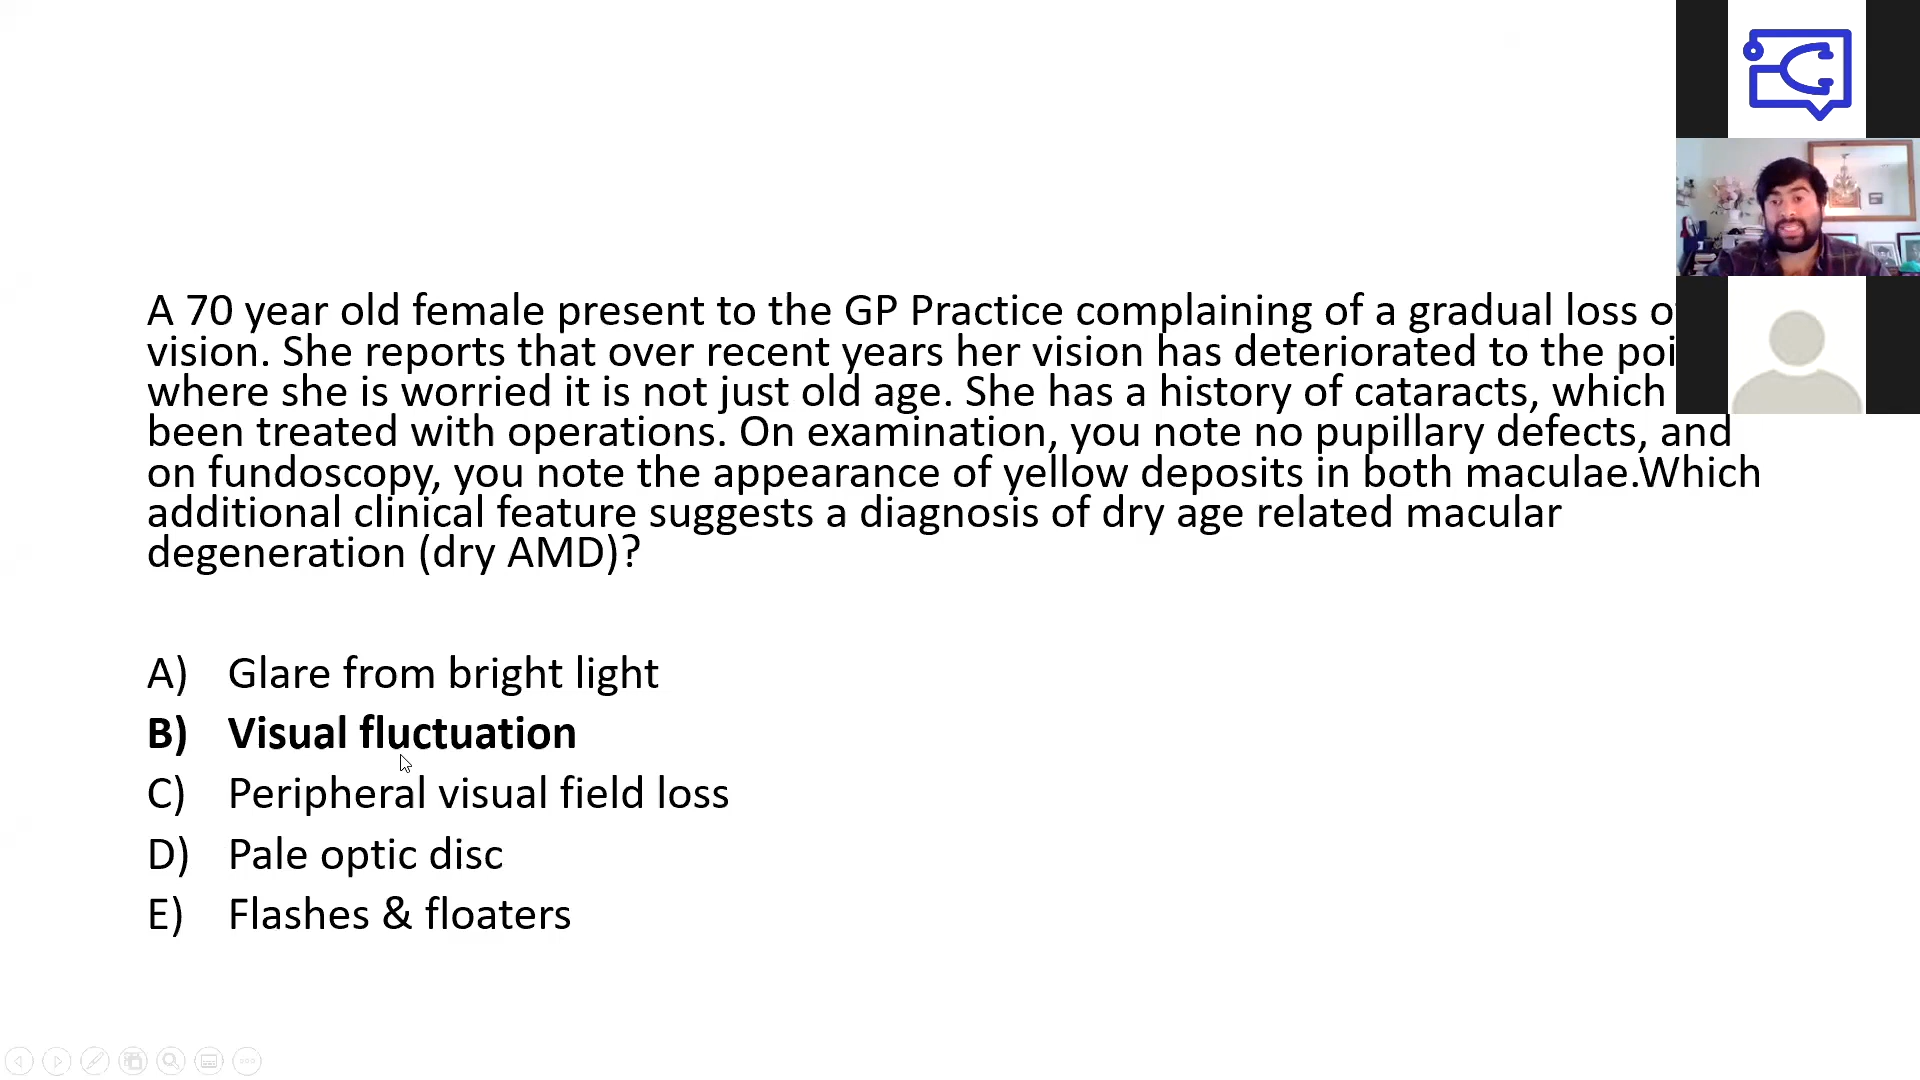 A 70 year old female present to the GP Practice complaining of a gradual loss o
vision. She reports that over recent years her vision has deteriorated to the poi
where she is worried it is not just old age. She has a history of cataracts, which
been treated with operations. On examination, you note no pupillary defects, and
on fundoscopy, you note the appearance of yellow deposits in both maculae.Which
additional clinical feature suggests a diagnosis of dry age related macular
degeneration (dry AMD)?
A) Glare from bright light
B) Visual fluctuation
C) Peripheral visual field loss
D) Pale optic disc
E) Flashes & floaters